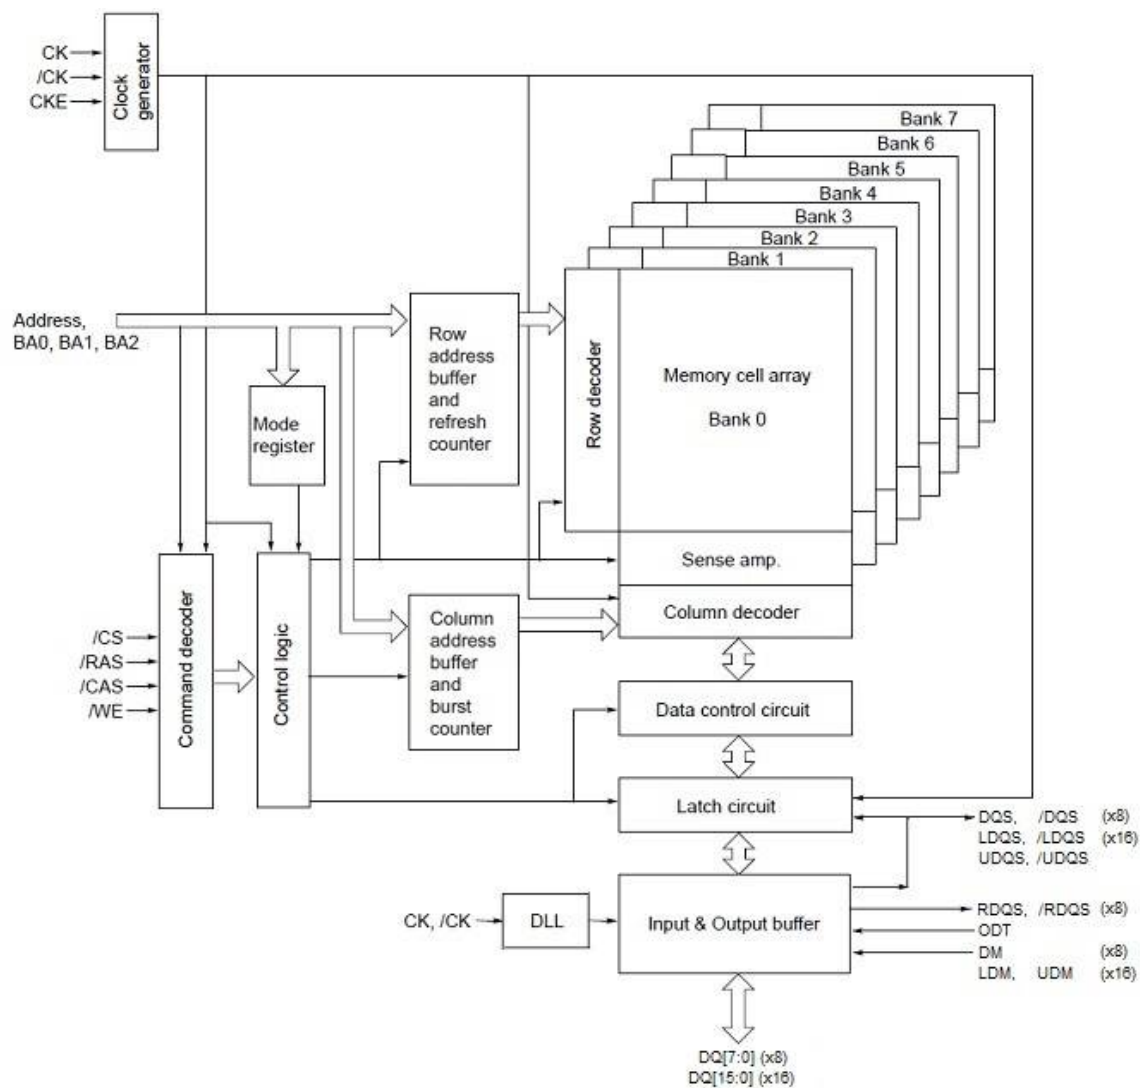 CK
/CK
CKE
Clock
generator
Bank 7
Bank 6
Bank 5
Bank 4
Bank 3
Bank 2
Bank 1
Address,
BA0, BA1, BA2
Row
address
buffer
and
refresh
counter
Row decoder
Memory cell array
Bank 0
Mode
register
Sense amp.
Column decoder
/CS
/RAS
/CAS
/WE
Command decoder
Control logic
Column
address
buffer
and
burst
counter
Data control circuit
Latch circuit
DQS, /DQS (x8)
LDQS, /LDQS (x16)
UDQS, /UDQS
CK, /CK
DLL
Input & Output buffer
RDQS, /RDQS (x8)
ODT
DM (x8)
LDM, UDM (x16)
DQ[7:0] (x8)
DQ[15:0] (x16)